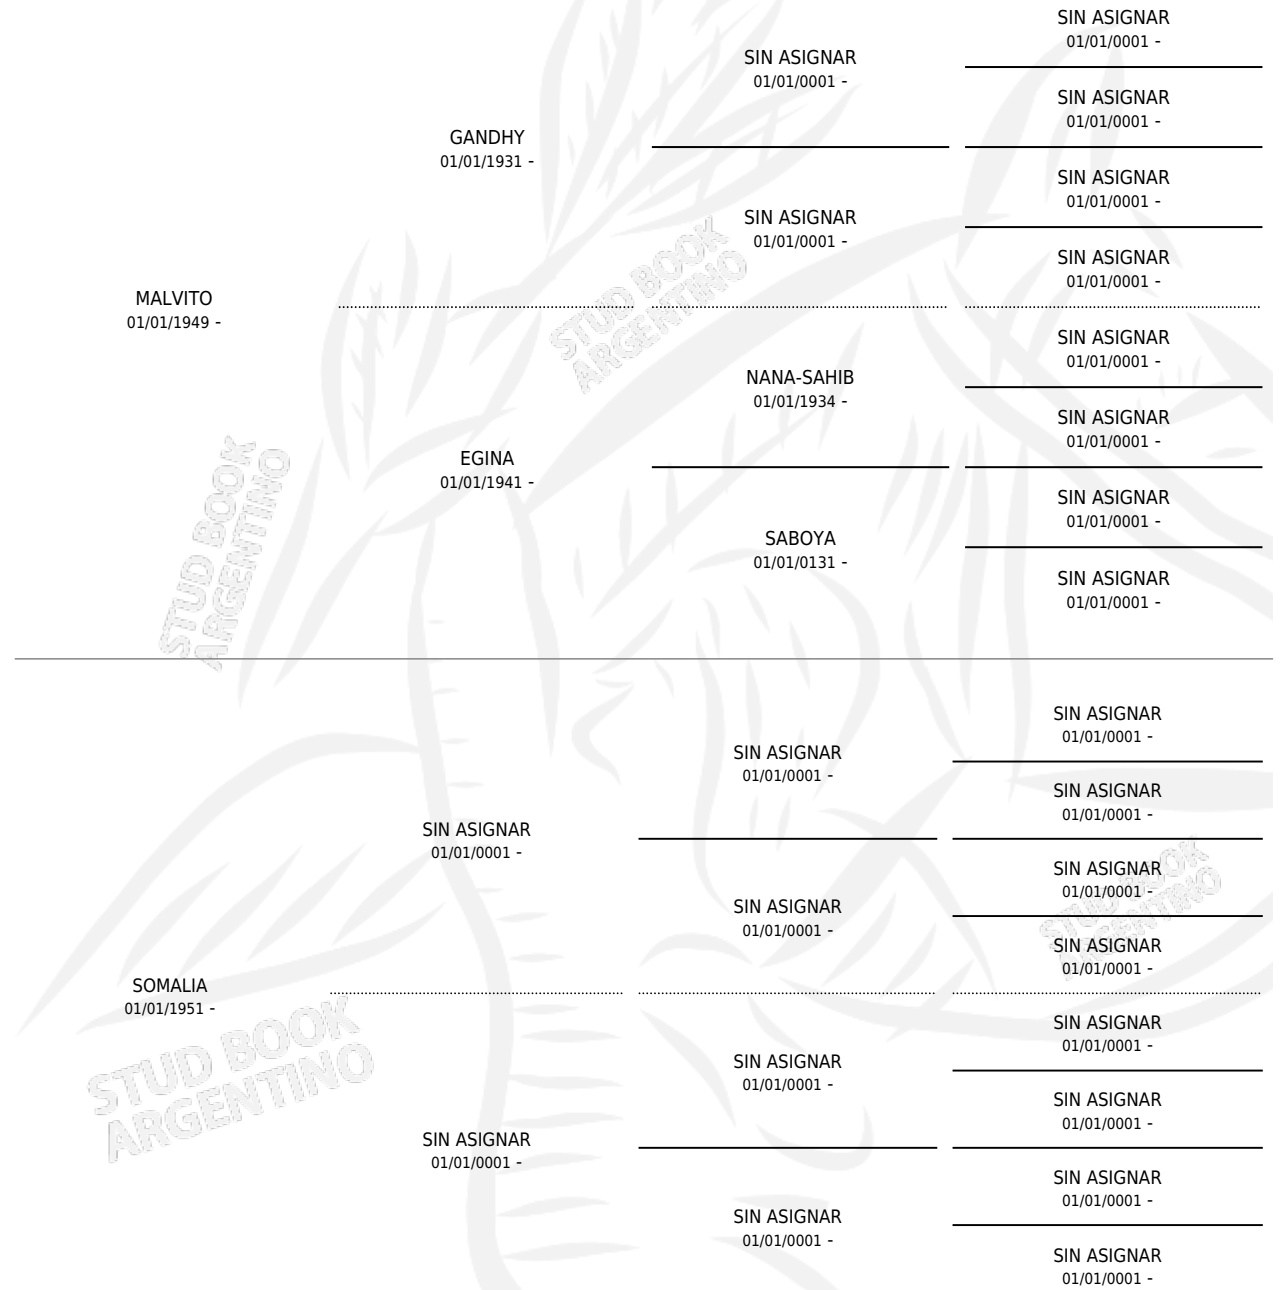 SIN ASIGNAR
01/01/0001 -
SIN ASIGNAR
01/01/0001 -
SIN ASIGNAR
01/01/0001 -
GANDHY
01/01/1931 -
SIN ASIGNAR
01/01/0001 -
SIN ASIGNAR
01/01/0001 -
SIN ASIGNAR
01/01/0001 -
STUD BOOK
ARGENTINO
MALVITO
01/01/1949 -
SIN ASIGNAR
01/01/0001 -
NANA-SAHIB
01/01/1934 -
SIN ASIGNAR
01/01/0001 -
EGINA
01/01/1941 -
STUD BOOK
ARGENTINO
SIN ASIGNAR
01/01/0001 -
SABOYA
01/01/0131 -
SIN ASIGNAR
01/01/0001 -
SIN ASIGNAR
01/01/0001 -
SIN ASIGNAR
01/01/0001 -
SIN ASIGNAR
01/01/0001 -
SIN ASIGNAR
01/01/0001 -
SIN ASIGNAR
01/01/0001 -
STUD BOOK
ARGENTINO
SIN ASIGNAR
01/01/0001 -
SIN ASIGNAR
01/01/0001 -
SOMALIA
01/01/1951 -
STUD BOOK
ARGENTINO
SIN ASIGNAR
01/01/0001 -
SIN ASIGNAR
01/01/0001 -
SIN ASIGNAR
01/01/0001 -
SIN ASIGNAR
01/01/0001 -
SIN ASIGNAR
01/01/0001 -
SIN ASIGNAR
01/01/0001 -
SIN ASIGNAR
01/01/0001 -